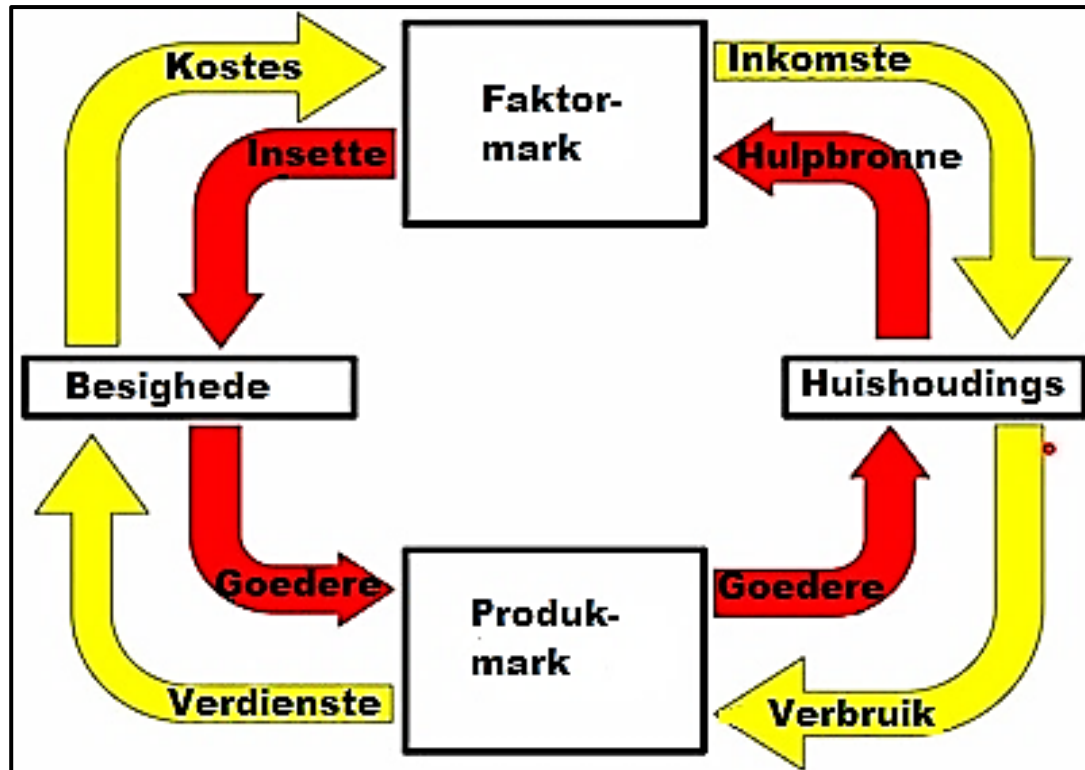 Kostes
Faktor-
mark
Inkomste
Insette
Hulpbronne
Besighede
Huishoudings
Goedere
Produk-
mark
Goedere
Verdienste
Verbruik